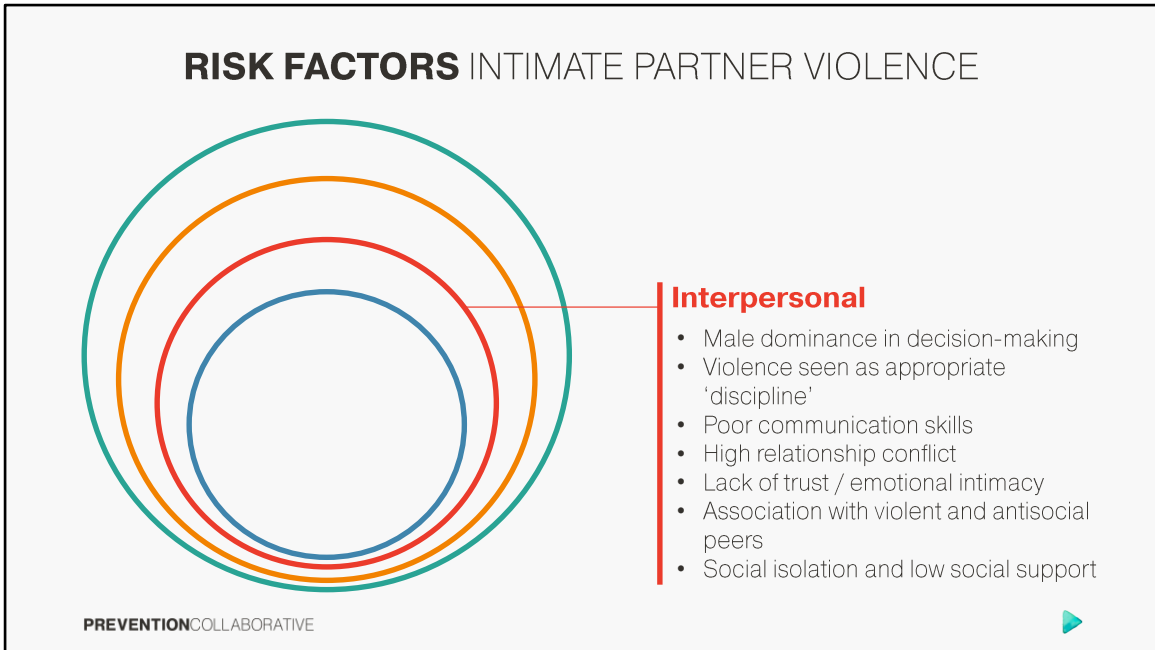 RISK FACTORS INTIMATE PARTNER VIOLENCE
Interpersonal
• Male dominance in decision-making
• Violence seen as appropriate
‘discipline’
• Poor communication skills
• High relationship conflict
• Lack of trust / emotional intimacy
• Association with violent and antisocial
peers
• Social isolation and low social support
PREVENTIONCOLLABORATIVE